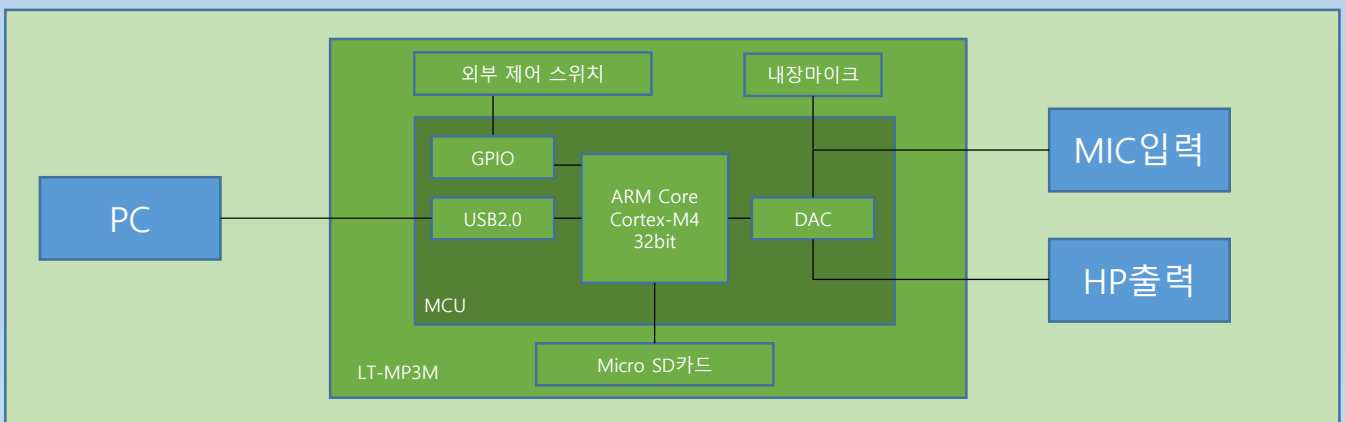 외부 제어 스위치
내장마이크
GPIO
MIC입력
PC
USB2.0
ARM Core
Cortex-M4
32bit
DAC
HP출력
MCU
Micro SD카드
LT-MP3M